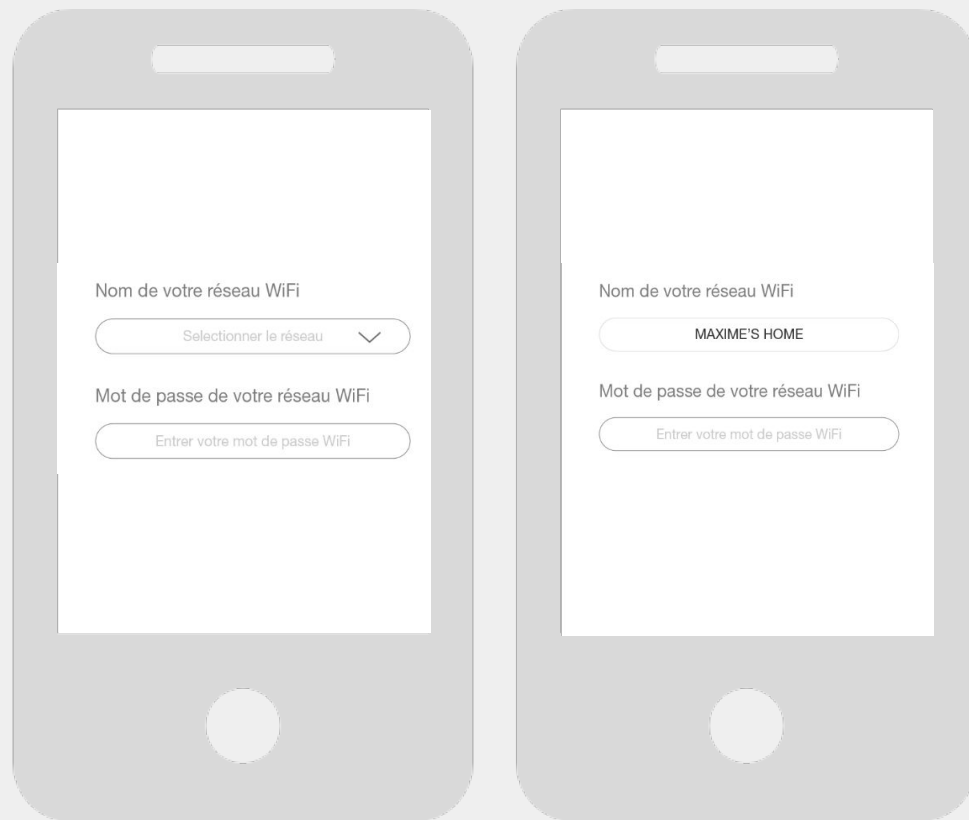 Nom de votre réseau WiFi
Selectionner le réseau
Mot de passe de votre réseau WiFi
Entrer votre mot de passe WiFi
Nom de votre réseau WiFi
MAXIME'S HOME
Mot de passe de votre réseau WiFi
Entrer votre mot de passe WiFi